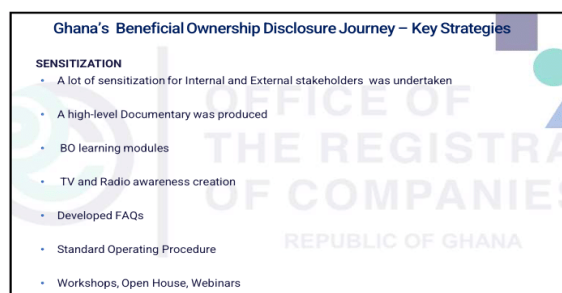 Ghana's Beneficial Ownership Disclosure Journey – Key Strategies
SENSITIZATION
• A lot of sensitization for Internal and External stakeholders was undertaken
• A high-level Documentary was produced
• BO learning modules
• TV and Radio awareness creation
• Developed FAQs
• Standard Operating Procedure
• Workshops, Open House, Webinars
OFFICE OF
THE REGISTRA
OF COMPANIES
REPUBLIC OF GHANA